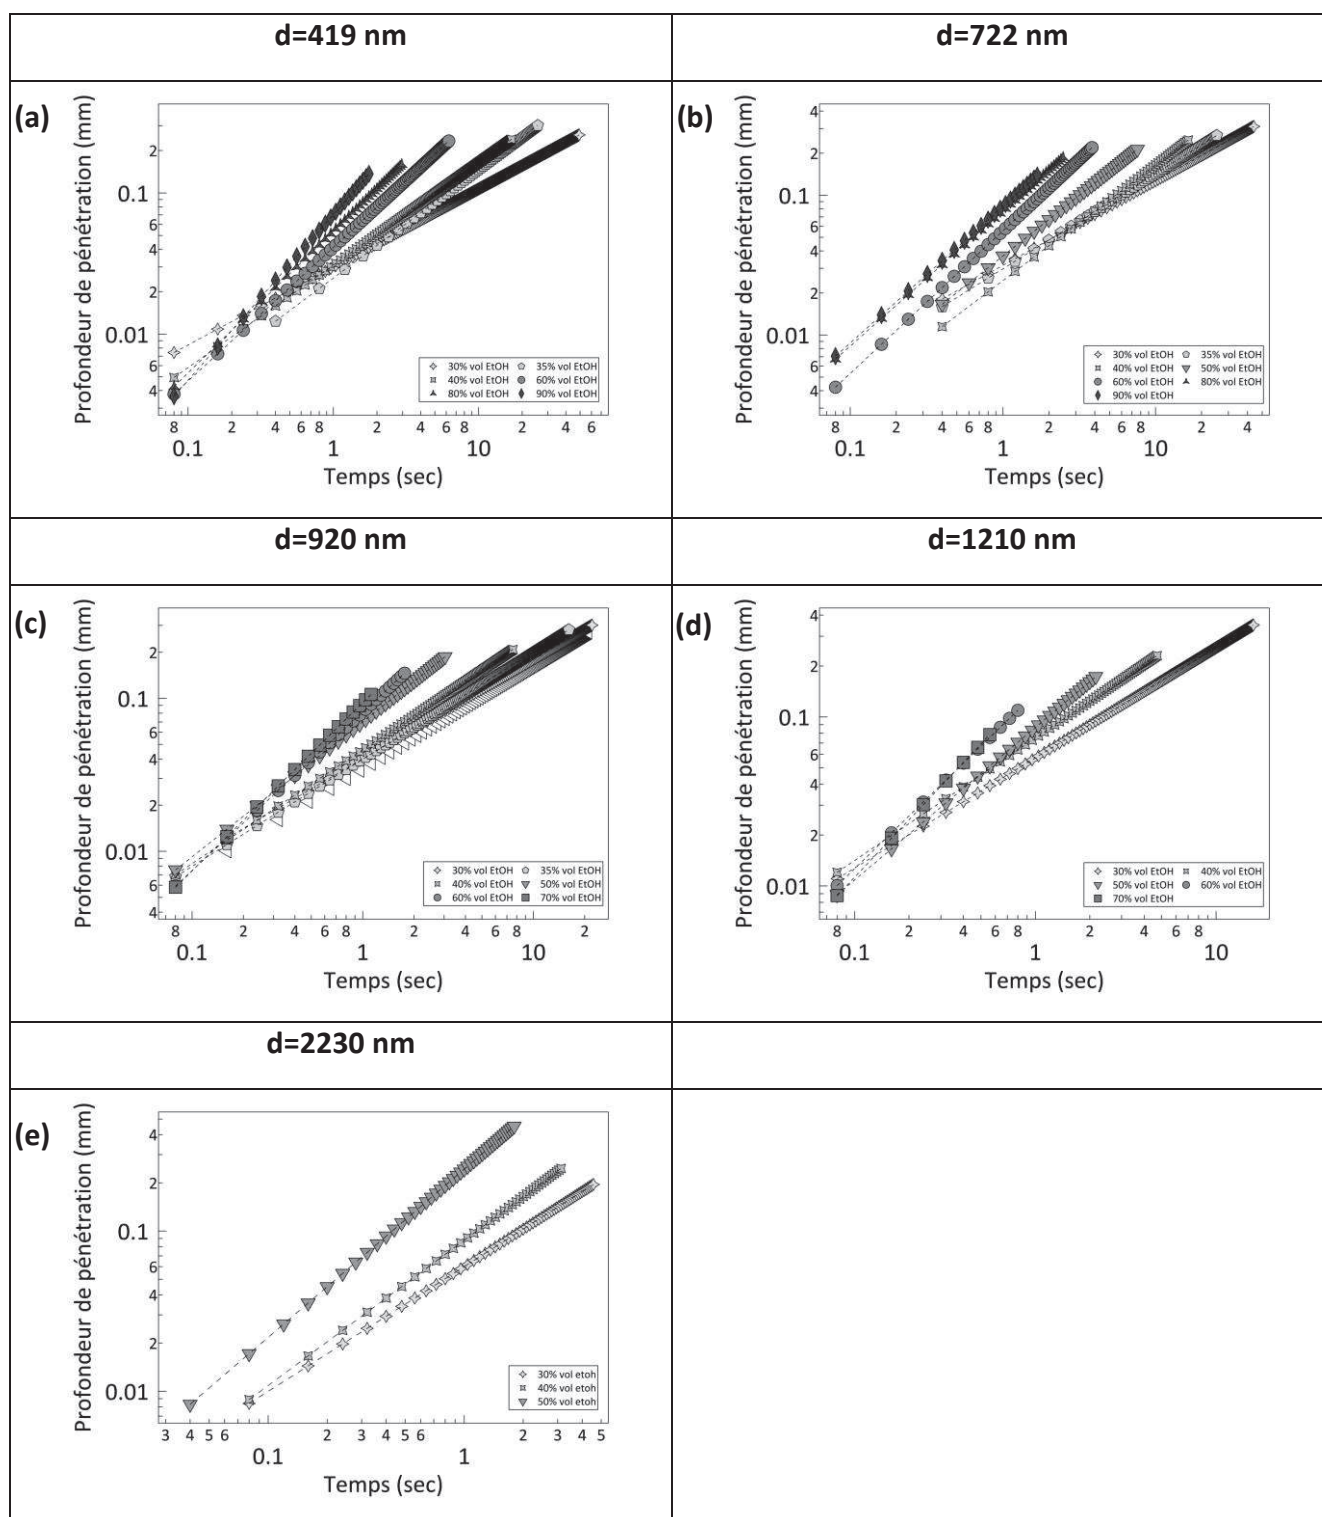 d=419 nm
d=722 nm
(a)
Profondeur de pénétration (mm)
2
0.1
6
4
2
0.01
6
4
30% vol EtOH 35% vol EtOH
40% vol EtOH 60% vol EtOH
80% vol EtOH 90% vol EtOH
8 2 4 6 8 2 4 6 8 2 4 6
0.1 1 10
Temps (sec)
(b)
Profondeur de pénétration (mm)
4
2
0.1
8
6
4
2
0.01
8
6
4
30% vol EtOH 35% vol EtOH
40% vol EtOH 50% vol EtOH
60% vol EtOH 80% vol EtOH
90% vol EtOH
8 2 4 6 8 2 4 6 8 2 4
0.1 1 10
Temps (sec)
d=920 nm
d=1210 nm
(c)
Profondeur de pénétration (mm)
2
0.1
6
4
2
0.01
6
4
30% vol EtOH 35% vol EtOH
40% vol EtOH 50% vol EtOH
60% vol EtOH 70% vol EtOH
8 2 4 6 8 2 4 6 8 2
0.1 1 10
Temps (sec)
(d)
Profondeur de pénétration (mm)
4
2
0.1
6
4
2
0.01
6
30% vol EtOH 40% vol EtOH
50% vol EtOH 60% vol EtOH
70% vol EtOH
8 2 4 6 8 2 4 6 8
0.1 1 10
Temps (sec)
d=2230 nm
(e)
Profondeur de pénétration (mm)
4
2
0.1
6
4
2
0.01
30% vol etoh
40% vol etoh
50% vol etoh
3 4 5 6 2 3 4 5 6 2 3 4 5
0.1 1
Temps (sec)